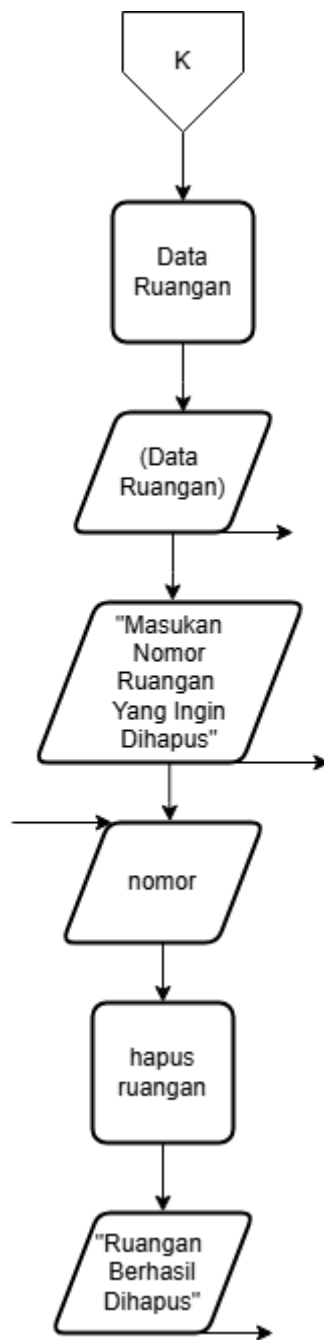 K
Data
Ruangan
(Data
Ruangan)
"Masukan
Nomor
Ruangan
Yang Ingin
Dihapus"
nomor
hapus
ruangan
"Ruangan
Berhasil
Dihapus"